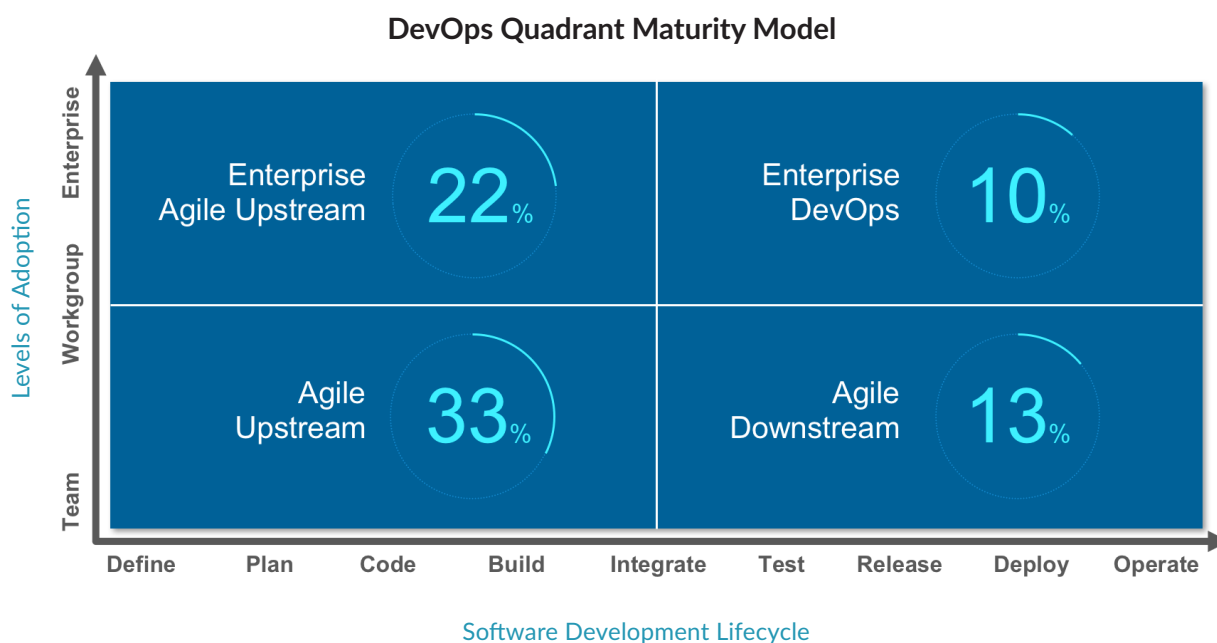 DevOps Quadrant Maturity Model
Levels of Adoption
Enterprise
Workgroup
Team
Enterprise
Agile Upstream
22%
Enterprise
DevOps
10%
Agile
Upstream
33%
Agile
Downstream
13%
Define Plan Code Build Integrate Test Release Deploy Operate
Software Development Lifecycle